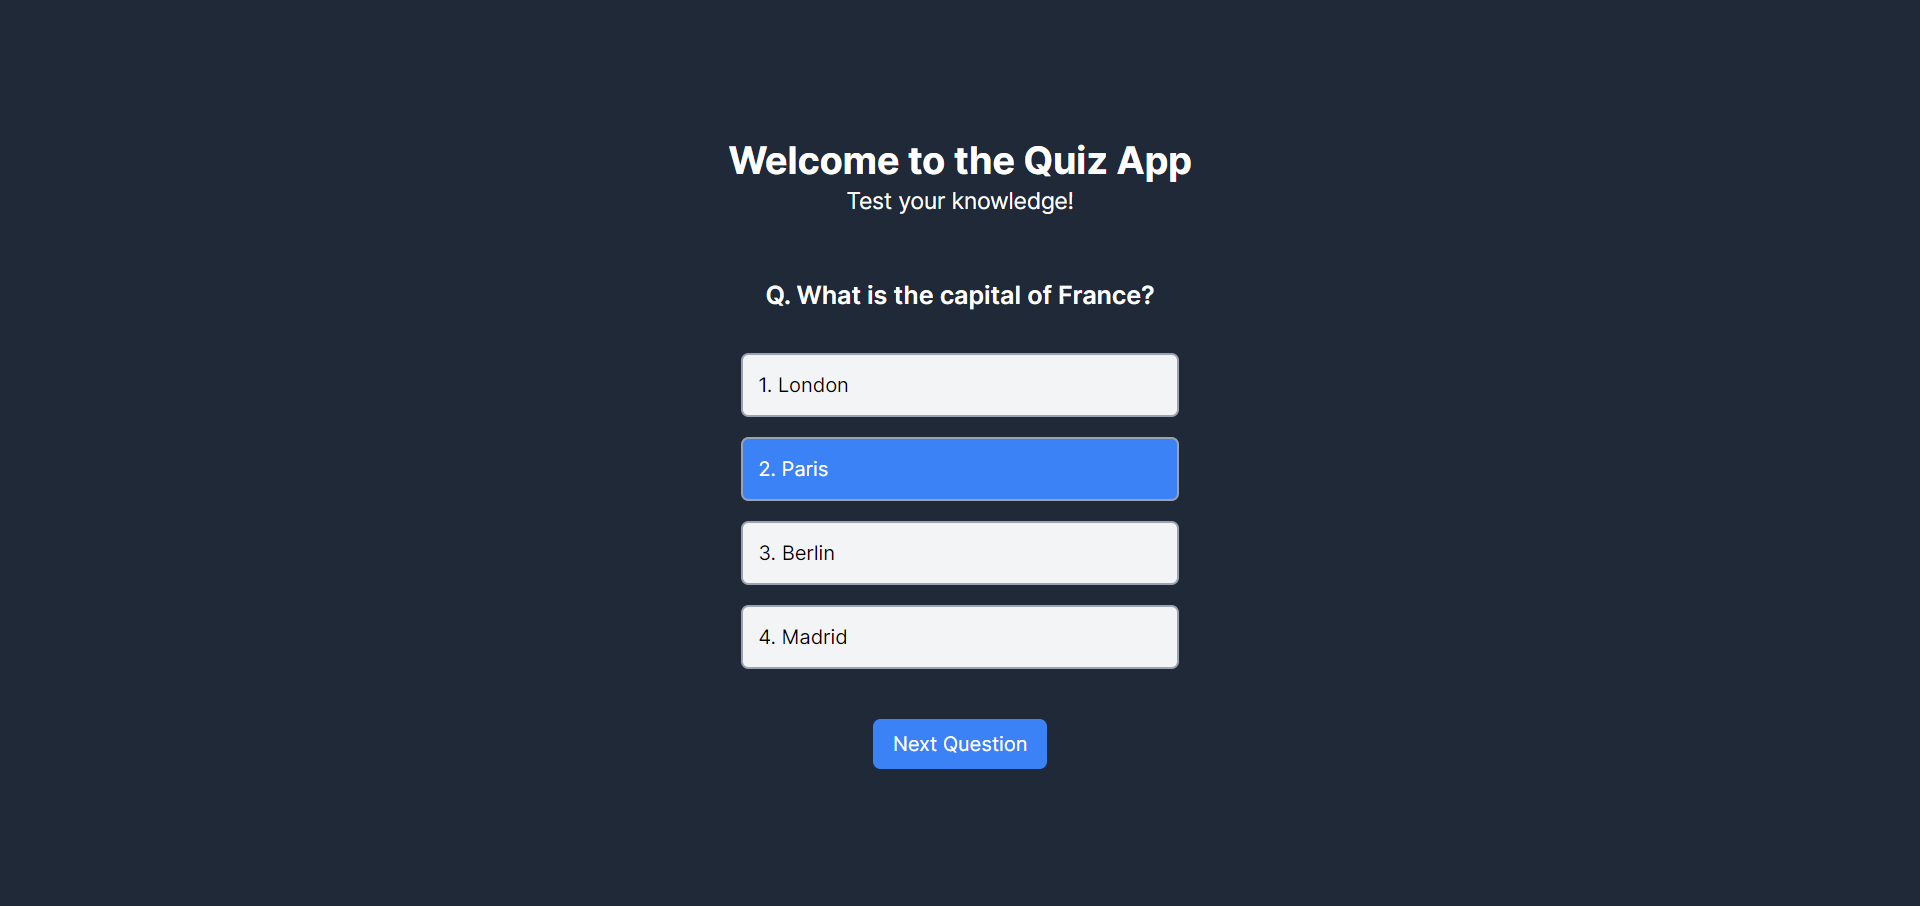 Welcome to the Quiz App
Test your knowledge!
Q. What is the capital of France?
1. London
2. Paris
3. Berlin
4. Madrid
Next Question